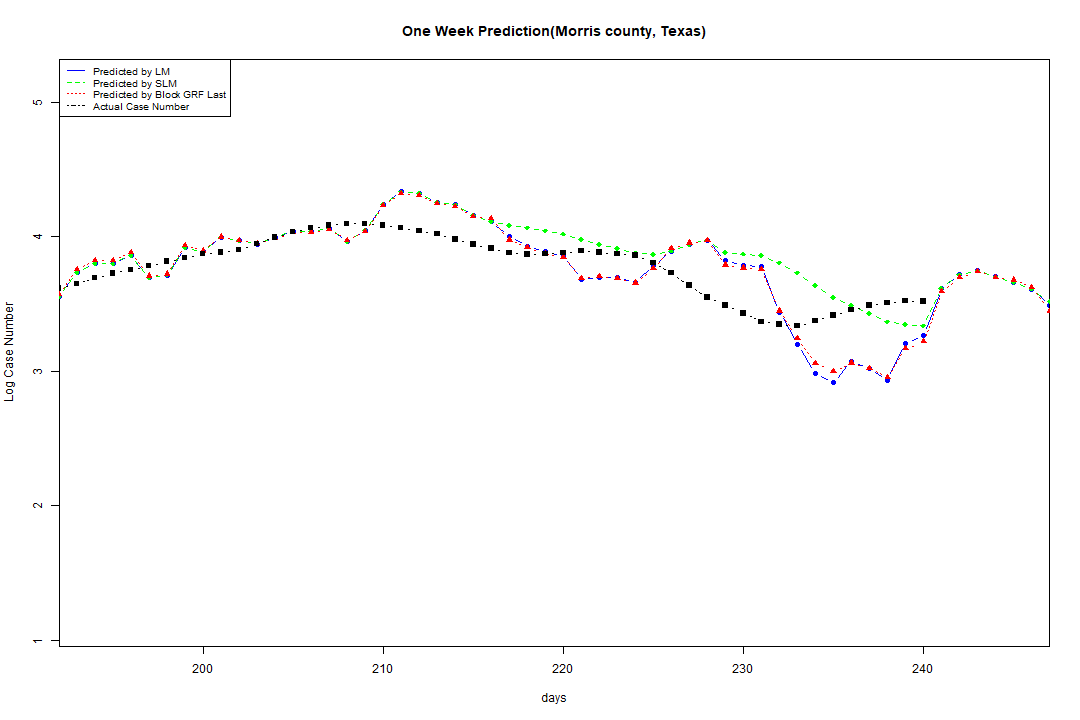 One Week Prediction(Morris county, Texas)
Predicted by LM
Predicted by SLM
Predicted by Block GRF Last
Actual Case Number
5
4
3
2
1
Log Case Number
200 210 220 230 240
days